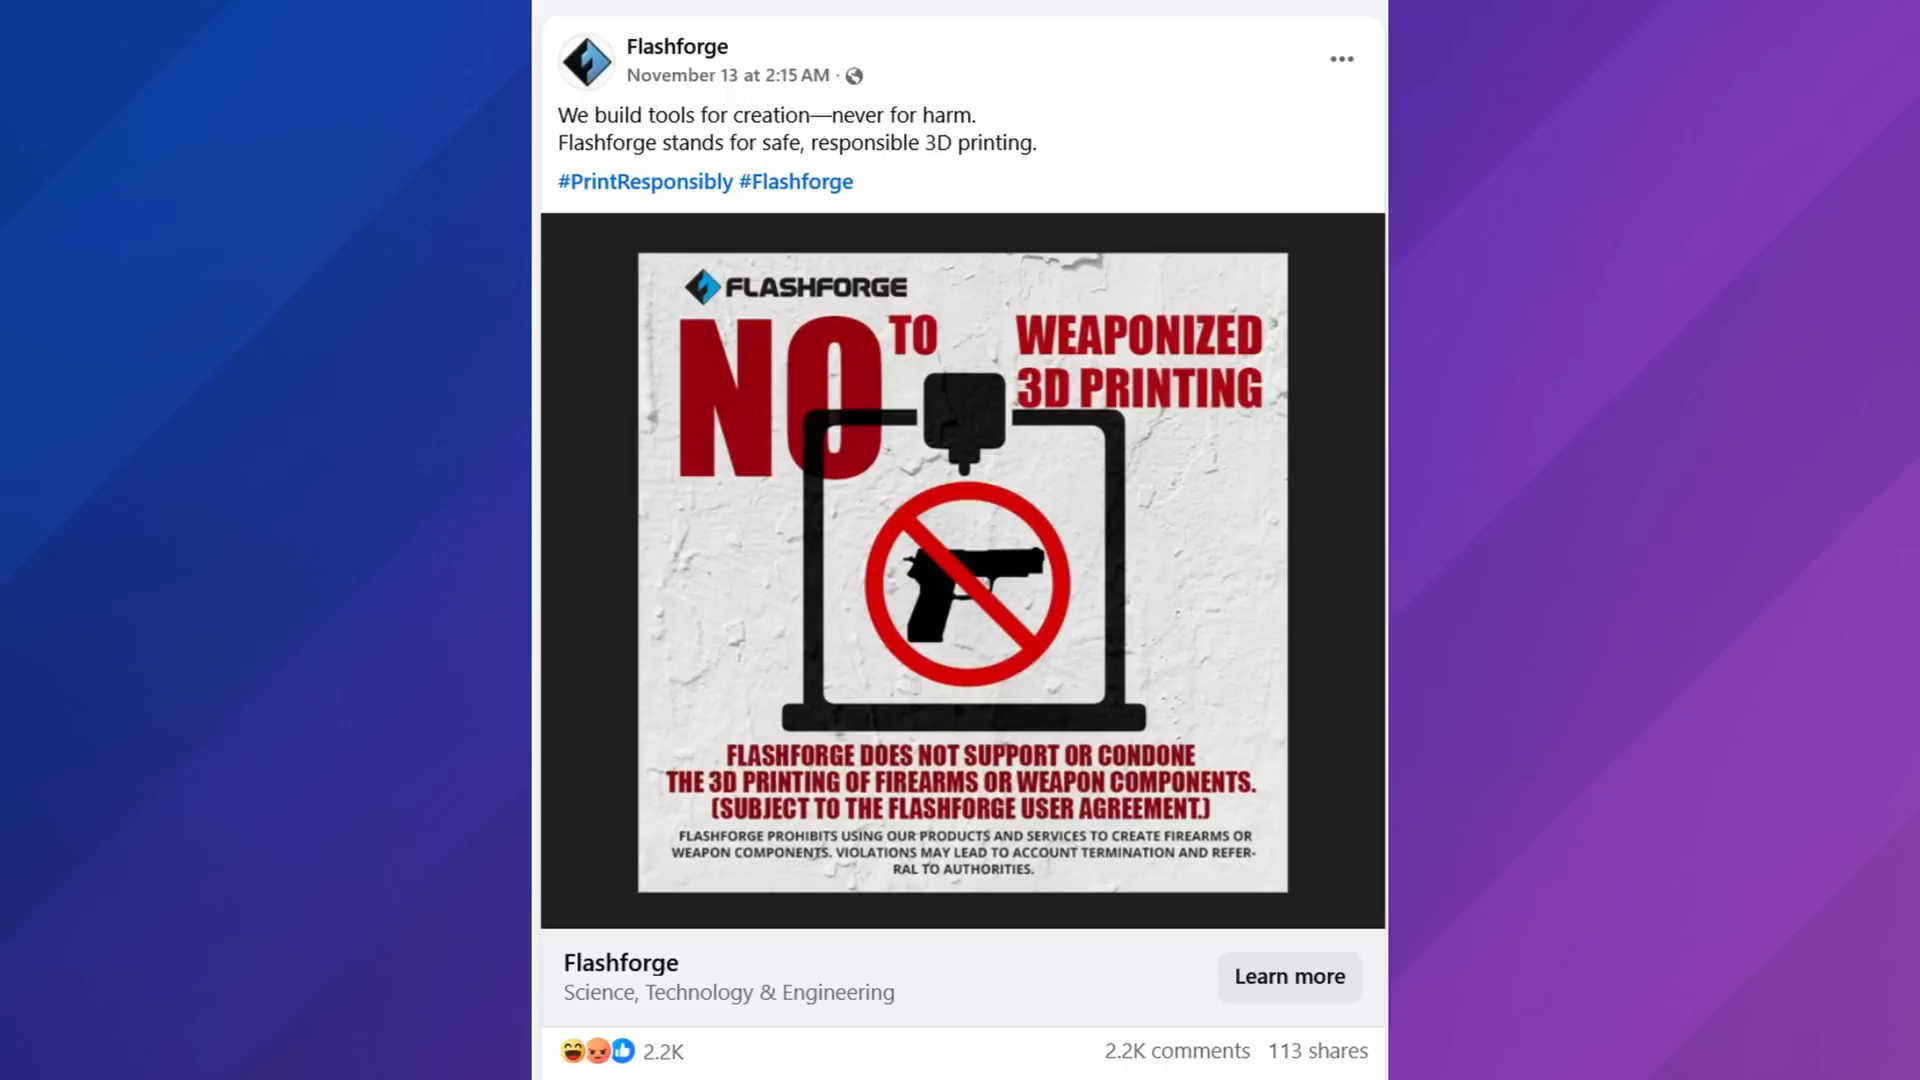 Flashforge
November 13 at 2:15 AM ·
We build tools for creation—never for harm.
Flashforge stands for safe, responsible 3D printing.
#PrintResponsibly #Flashforge
FLASHFORGE
NO TO WEAPONIZED
3D PRINTING
FLASHFORGE DOES NOT SUPPORT OR CONDONE
THE 3D PRINTING OF FIREARMS OR WEAPON COMPONENTS.
(SUBJECT TO THE FLASHFORGE USER AGREEMENT.)
FLASHFORGE PROHIBITS USING OUR PRODUCTS AND SERVICES TO CREATE FIREARMS OR
WEAPON COMPONENTS. VIOLATIONS MAY LEAD TO ACCOUNT TERMINATION AND REFER-
RAL TO AUTHORITIES.
Flashforge
Science, Technology & Engineering
Learn more
2.2K
2.2K comments 113 shares